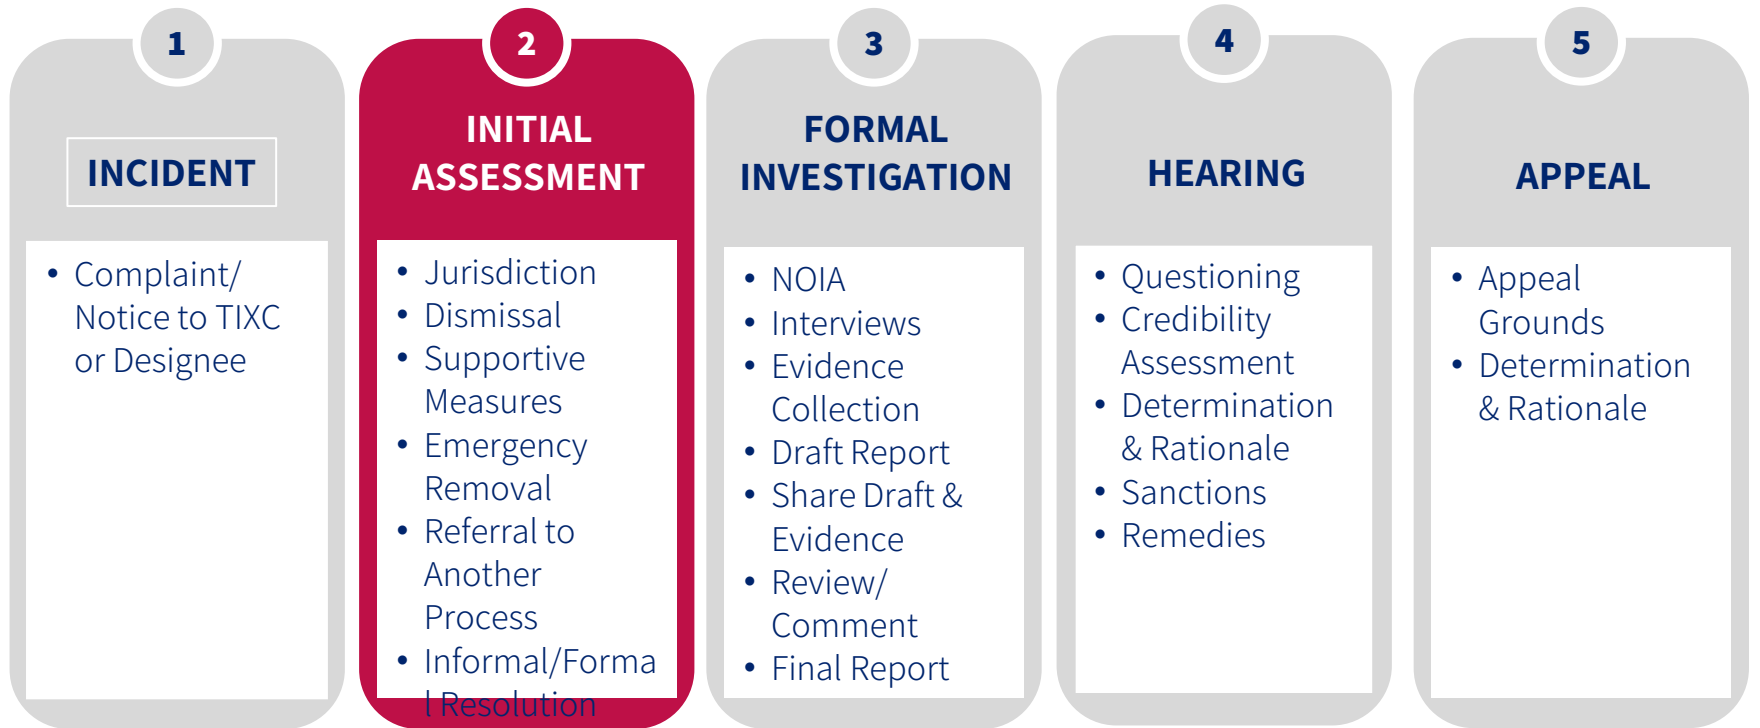 1
INCIDENT
• Complaint/
Notice to TIXC
or Designee
2
INITIAL
ASSESSMENT
• Jurisdiction
• Dismissal
• Supportive
Measures
• Emergency
Removal
• Referral to
Another
Process
• Informal/Forma
l Resolution
3
FORMAL
INVESTIGATION
• NOIA
• Interviews
• Evidence
Collection
• Draft Report
• Share Draft &
Evidence
• Review/
Comment
• Final Report
4
HEARING
• Questioning
• Credibility
Assessment
• Determination
& Rationale
• Sanctions
• Remedies
5
APPEAL
• Appeal
Grounds
• Determination
& Rationale